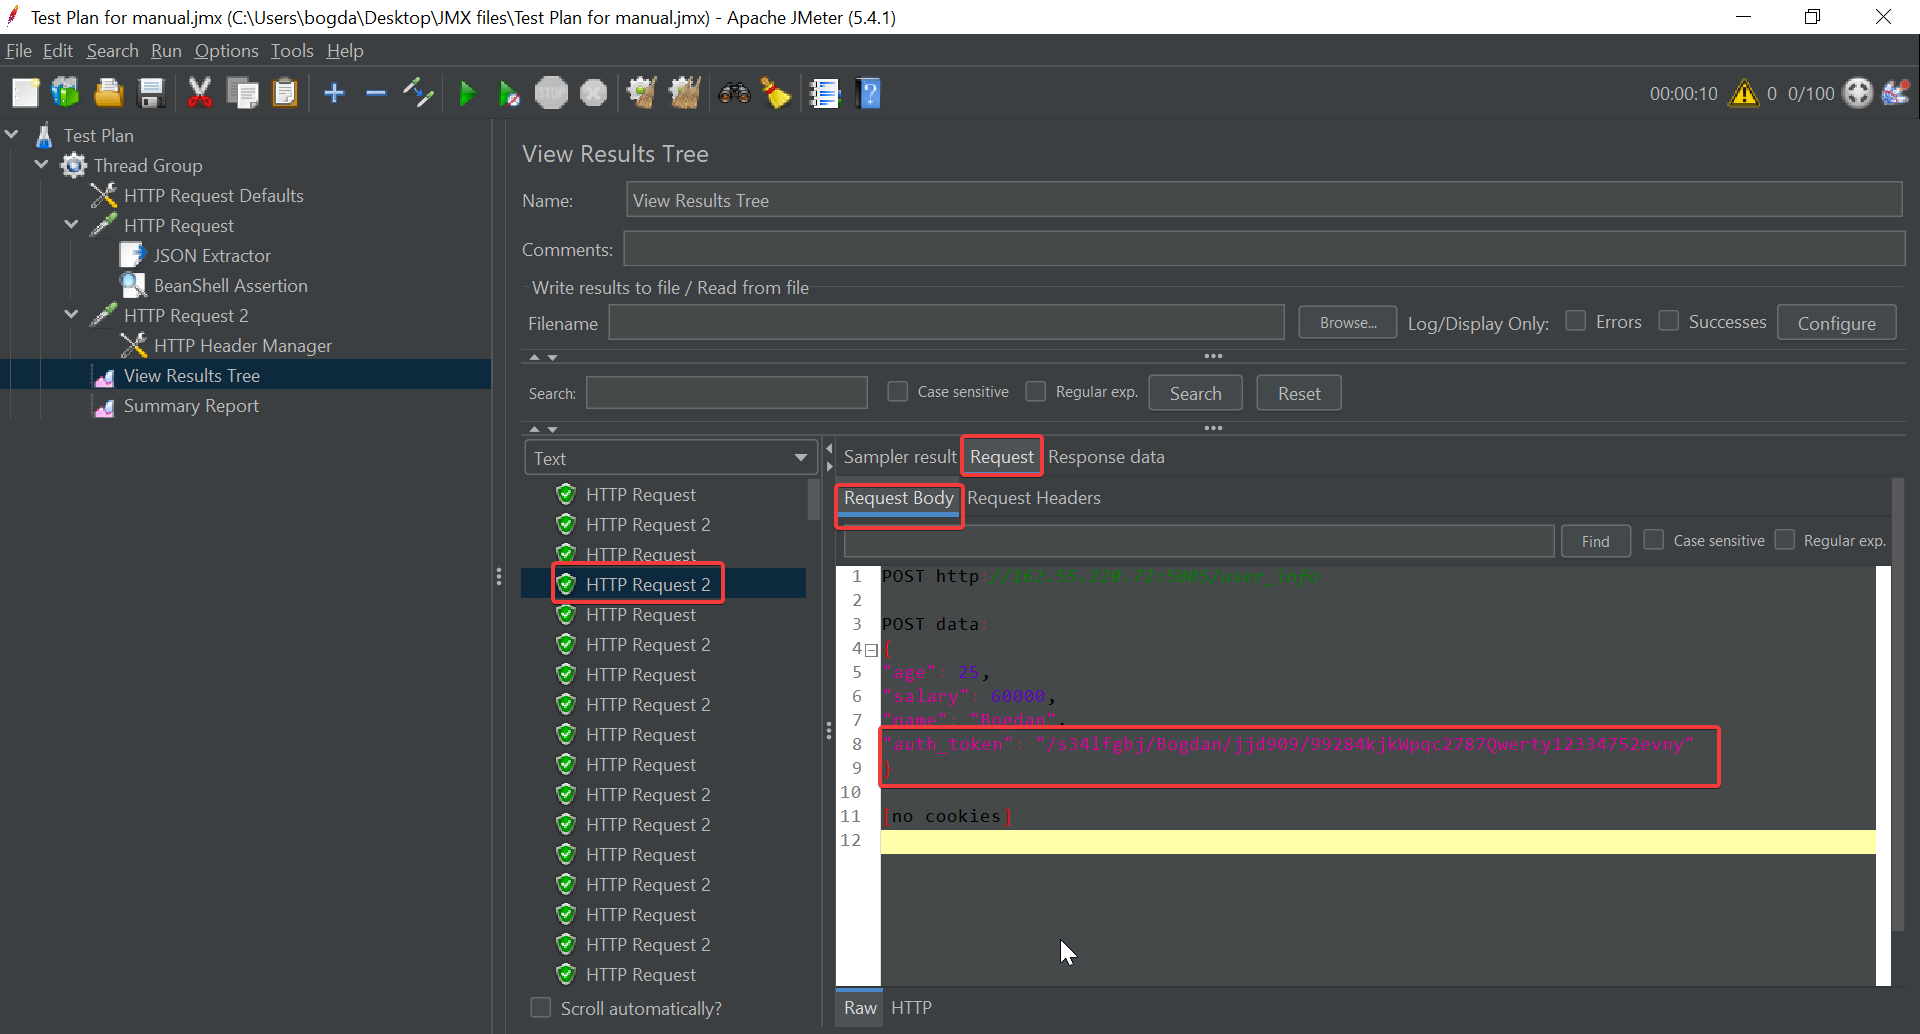 Test Plan for manual.jmx (C:\Users\bogda\Desktop\JMX files\Test Plan for manual.jmx) - Apache JMeter (5.4.1)
File Edit Search Run Options Tools Help
STOP
00:00:10 0 0/100
Test Plan
Thread Group
HTTP Request Defaults
HTTP Request
JSON Extractor
BeanShell Assertion
HTTP Request 2
HTTP Header Manager
View Results Tree
Summary Report
View Results Tree
Name: View Results Tree
Comments:
Write results to file / Read from file
Filename Browse... Log/Display Only: Errors Successes Configure
Search: Case sensitive Regular exp. Search Reset
Text
HTTP Request
HTTP Request 2
HTTP Request
HTTP Request 2
HTTP Request
HTTP Request 2
HTTP Request
HTTP Request 2
HTTP Request
HTTP Request
HTTP Request 2
HTTP Request 2
HTTP Request
HTTP Request 2
HTTP Request
HTTP Request 2
HTTP Request
Scroll automatically?
Sampler result Request Response data
Request Body Request Headers
Find Case sensitive Regular exp.
1 POST http:
2
3 POST data:
4 {
5 "age": 25,
6 "salary": 60000,
7 "name": "Bogdan",
8 "auth_token": "/s34lfgbj/Bogdan/jjd909/99284kjkWpqc2787Qwerty12334752evny"
9 }
10
11 [no cookies]
12
Raw HTTP